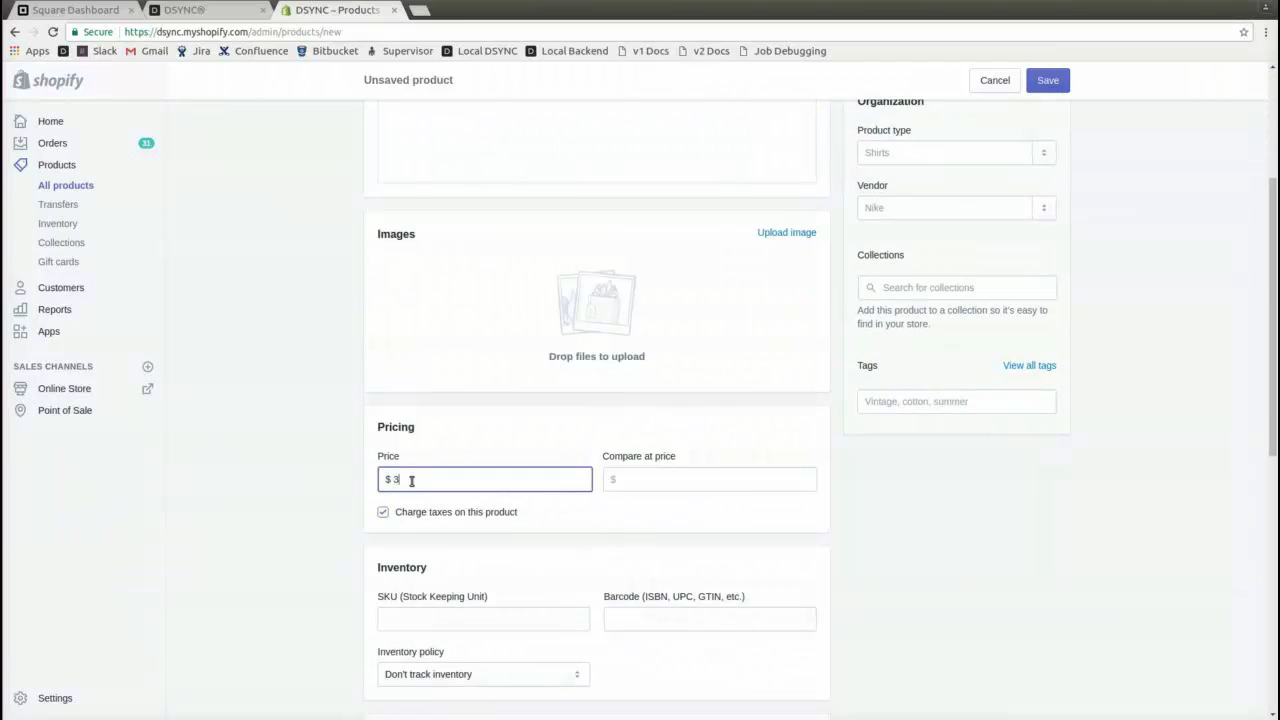 Square Dashboard
DSYNC®
DSYNC – Products
Secure
https://dsync.myshopify.com/admin/products/new
Apps
Slack
Gmail
Jira
Confluence
Bitbucket
Supervisor
Local DSYNC
Local Backend
v1 Docs
v2 Docs
Job Debugging
shopify
Unsaved product
Cancel
Save
Home
Orders
31
Products
All products
Transfers
Inventory
Collections
Gift cards
Customers
Reports
Apps
SALES CHANNELS
Online Store
Point of Sale
Settings
Images
Upload image
Drop files to upload
Pricing
Price
Compare at price
$ 3
$
Charge taxes on this product
Inventory
SKU (Stock Keeping Unit)
Barcode (ISBN, UPC, GTIN, etc.)
Inventory policy
Don't track inventory
Organization
Product type
Shirts
Vendor
Nike
Collections
Search for collections
Add this product to a collection so it's easy to
find in your store.
Tags
View all tags
Vintage, cotton, summer